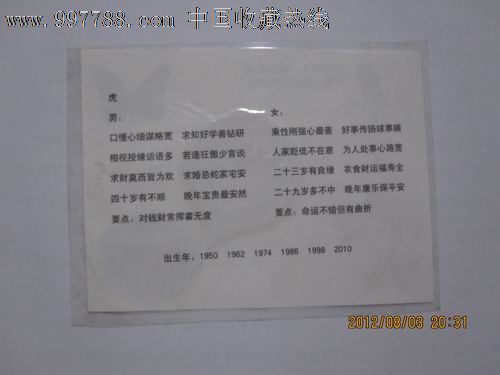 www.997788.com 中国收藏热线
虎
男：
口慢心细谋略宽 求知好学善钻研
相视投缘话语多 若逢狂傲少言谈
求财莫西皆为欢 求婚忌蛇家宅安
四十岁有不顺 晚年宝贵最安然
要点：对钱财常挥霍无度
女：
秉性刚强心最善 好事传扬球事瞒
人家贬低不在意 为人处事心路宽
二十三岁有良缘 衣食财运福寿全
二十九岁多不中 晚年康乐保平安
要点：命运不错但有曲折
出生年：1950 1962 1974 1986 1998 2010
2012/08/03 20:31